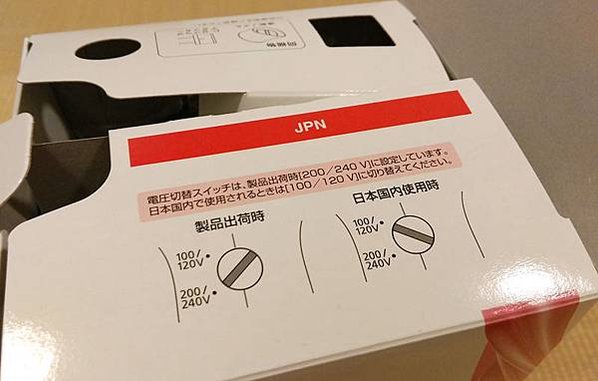 同梱物
JPN
電圧切替スイッチは、製品出荷時[200/240 V]に設定しています。
日本国内で使用されるときは[100/120 V]に切り替えてください。
製品出荷時
100/
120V
200/
240V
日本国内使用時
100/
120V
200/
240V